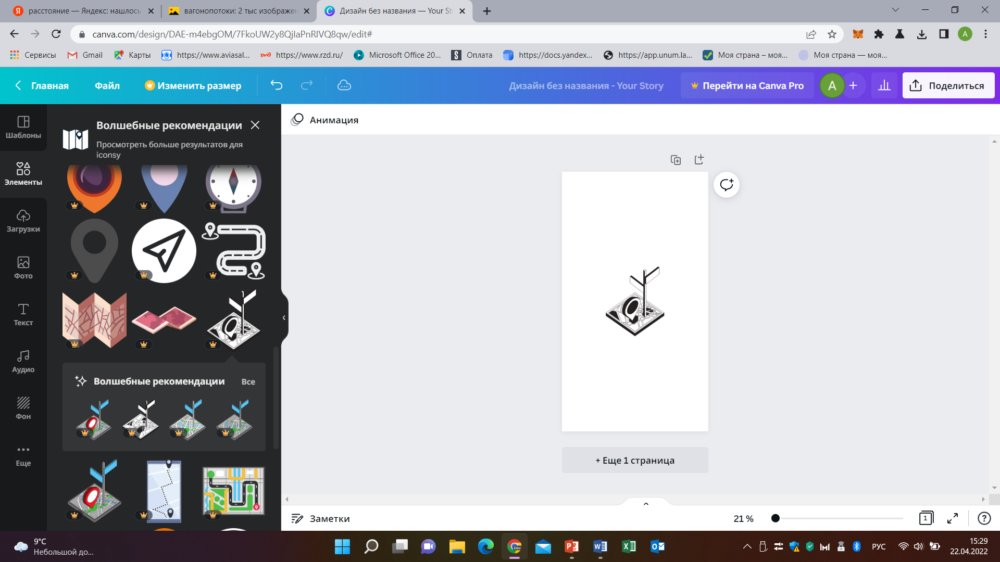 расстояние — Яндекс: нашлось
вагонопотоки: 2 тыс изображен
Дизайн без названия — Your Sto
canva.com/design/DAE-m4ebgOM/7FkoUW2y8QjIaPnRlVQ8qw/edit#
A
Сервисы
Gmail
Карты
https://www.aviasal...
https://www.rzd.ru/
Microsoft Office 20...
Оплата
https://docs.yandex...
https://app.unum.la...
Моя страна – моя...
Моя страна — моя...
Главная
Файл
Изменить размер
Дизайн без названия - Your Story
Перейти на Canva Pro
A
+
Поделиться
Шаблоны
Элементы
Загрузки
Фото
Текст
Аудио
Фон
Еще
Волшебные рекомендации
Просмотреть больше результатов для
iconsy
Волшебные рекомендации
Все
Анимация
+ Еще 1 страница
Заметки
21 %
1
9°C
Небольшой до...
РУС
15:29
22.04.2022